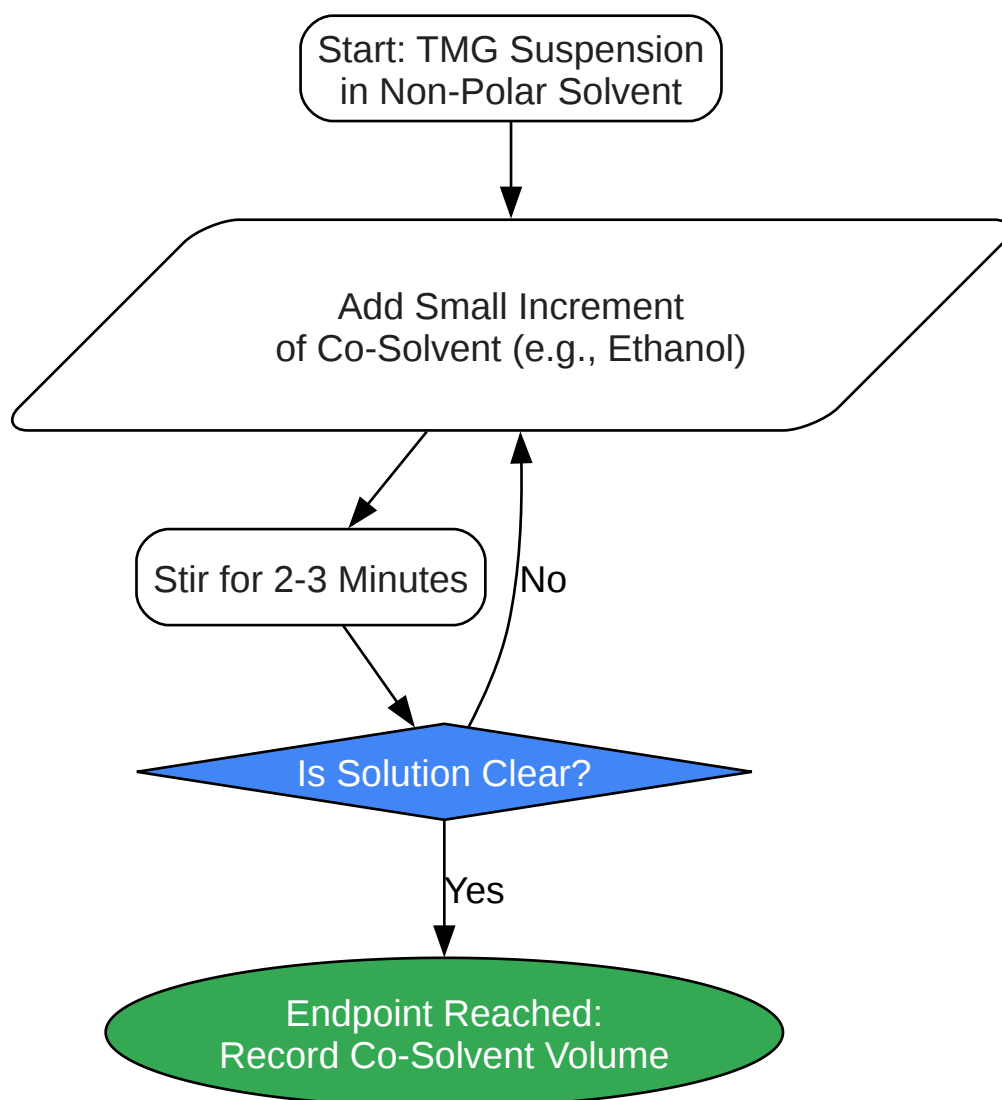 Start: TMG Suspension
in Non-Polar Solvent
Add Small Increment
of Co-Solvent (e.g., Ethanol)
Stir for 2-3 Minutes
No
Is Solution Clear?
Yes
Endpoint Reached:
Record Co-Solvent Volume